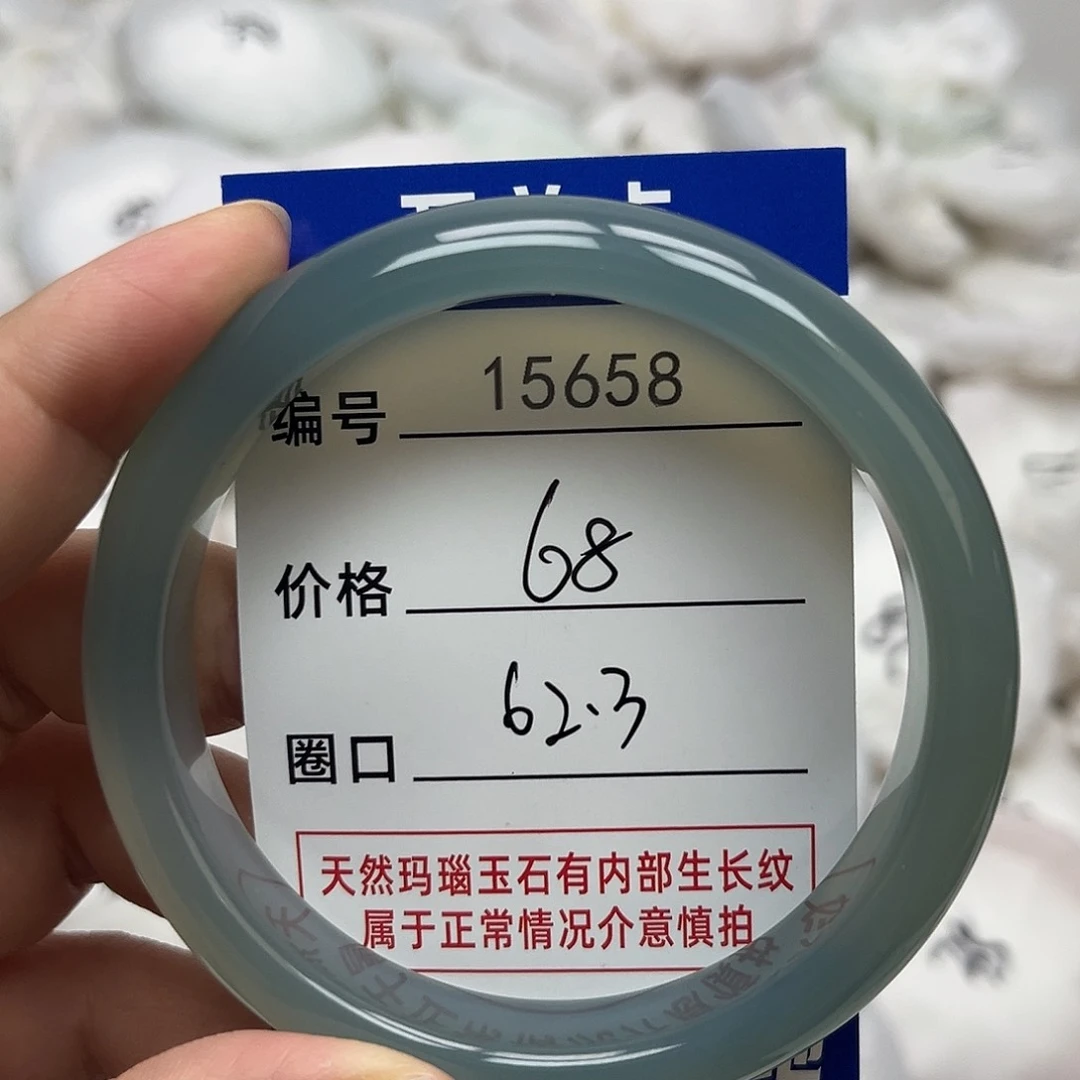 编号 15658
价格 68
圈口 62.3
天然玛瑙玉石有内部生长纹
属于正常情况介意慎拍